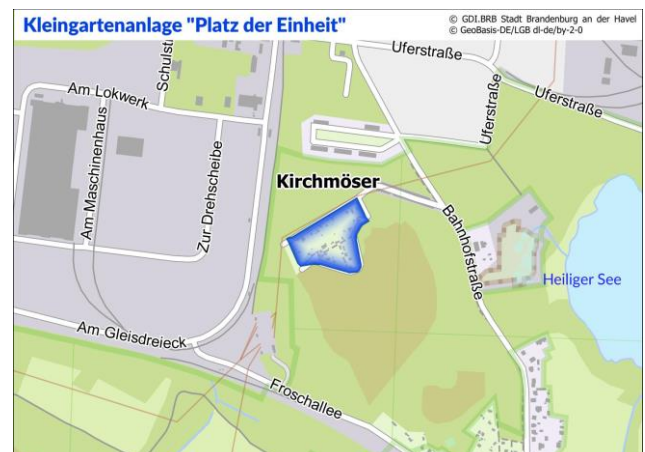 Kleingartenanlage "Platz der Einheit"
© GDI.BRB Stadt Brandenburg an der Havel
© GeoBasis-DE/LGB dl-de/by-2-0
Schulst
Uferstraße
Am Lokwerk
Uferstraße
Uferstraße
Am Maschinenhaus
Zur Drehscheibe
Kirchmöser
Bahnhofstraße
Heiliger See
Am Gleisdreieck
Froschallee